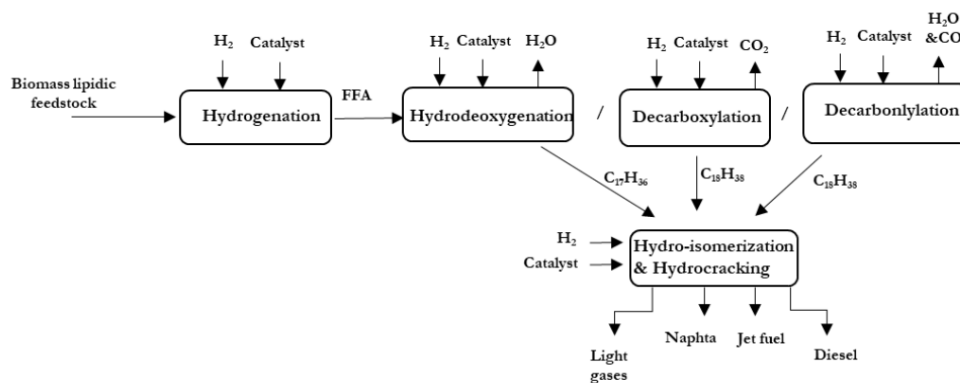 H₂ Catalyst
H₂ Catalyst H₂O
H₂ Catalyst CO₂
H₂ Catalyst H₂O
&CO
Biomass lipidic
feedstock
Hydrogenation
FFA
Hydrodeoxygenation
/
Decarboxylation
/
Decarbonlylation
C₁₇H₃₆
C₁₈H₃₈
C₁₈H₃₈
H₂
Catalyst
Hydro-isomerization
& Hydrocracking
Light
gases
Naphta
Jet fuel
Diesel